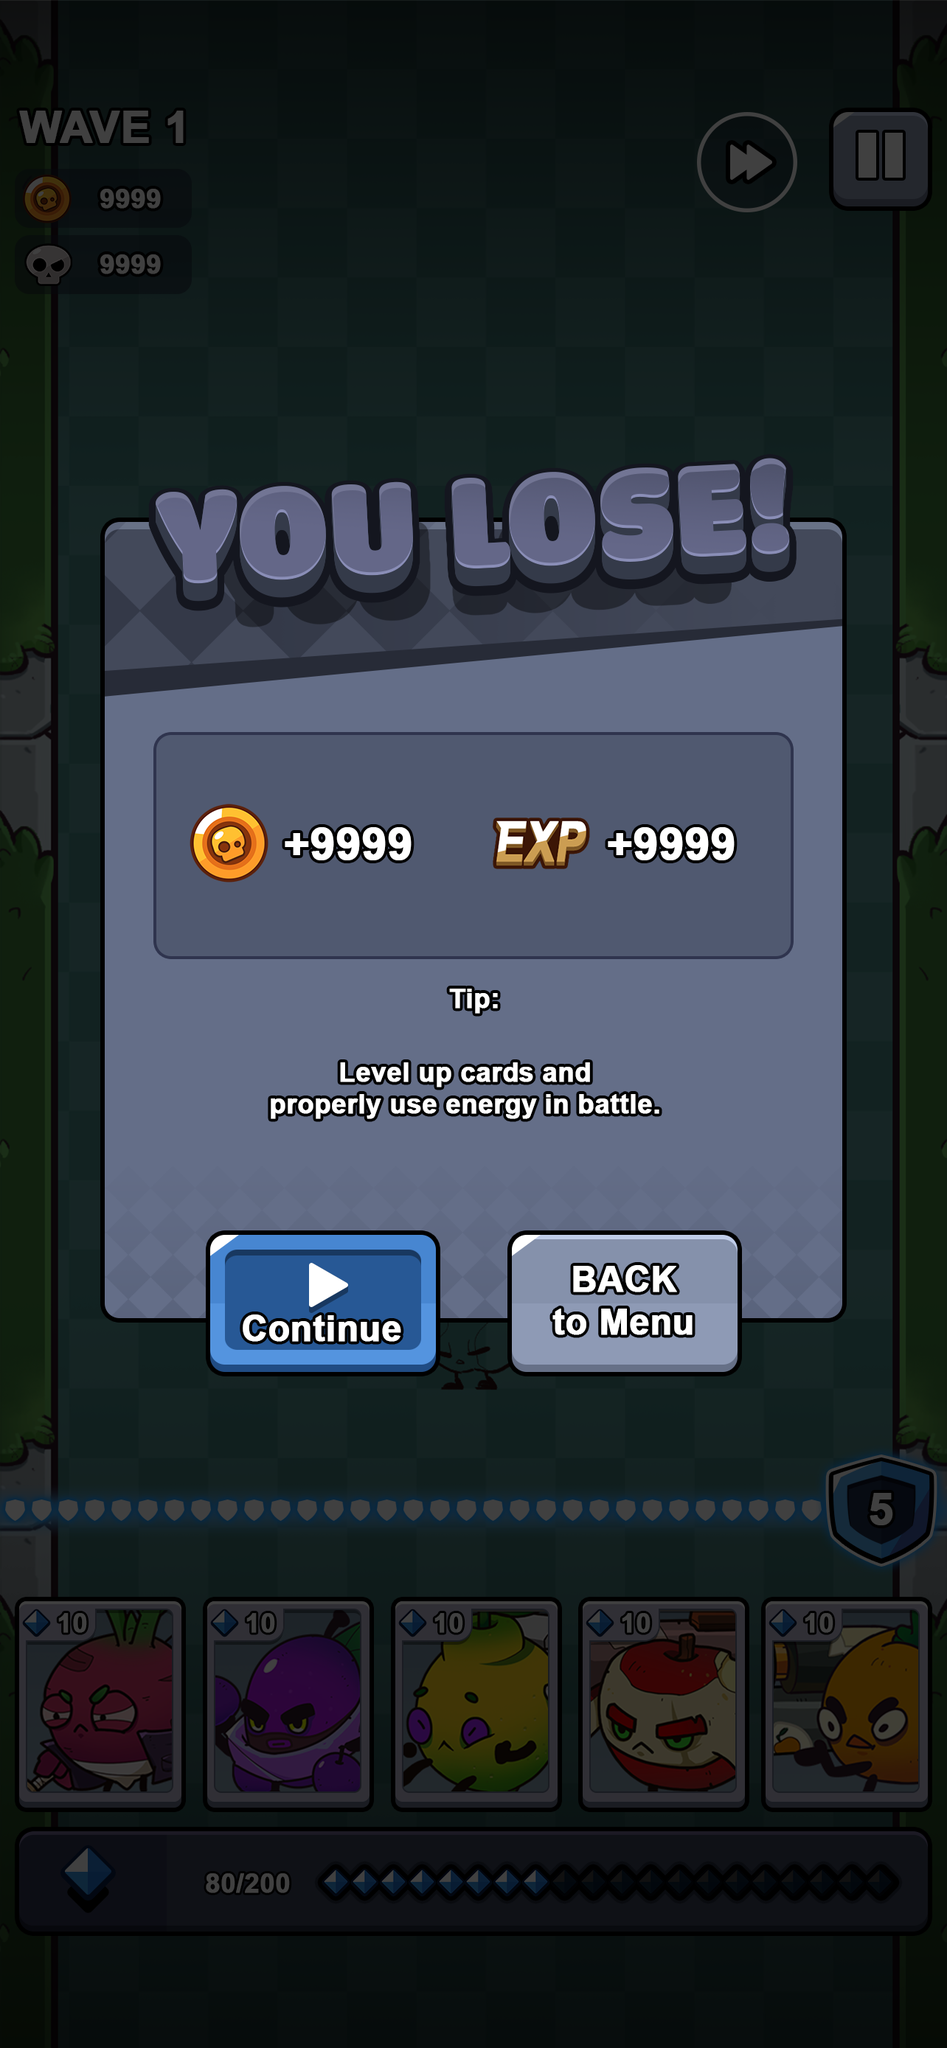 WAVE 1
9999
9999
YOU LOSE!
+9999
EXP +9999
Tip:
Level up cards and
properly use energy in battle.
Continue
BACK
to Menu
5
10
10
10
10
10
80/200